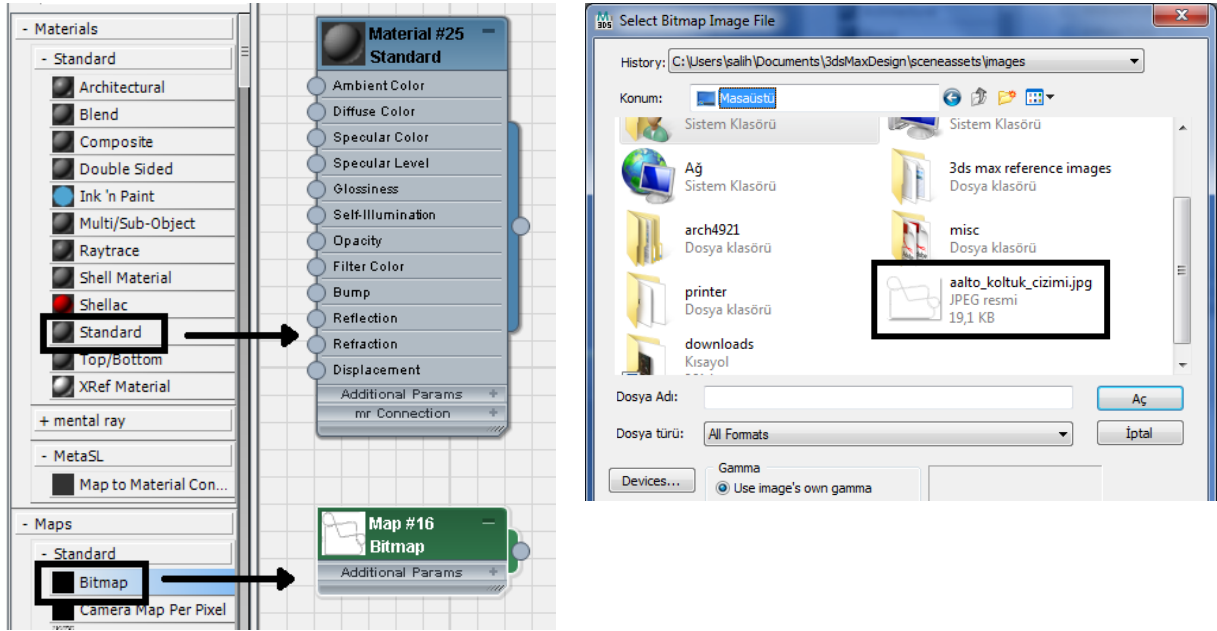 - Materials
- Standard
Architectural
Blend
Composite
Double Sided
Ink 'n Paint
Multi/Sub-Object
Raytrace
Shell Material
Shellac
Standard
Top/Bottom
XRef Material
+ mental ray
- MetaSL
Map to Material Con...
- Maps
- Standard
Bitmap
Camera Map Per Pixel
Material #25
Standard
Ambient Color
Diffuse Color
Specular Color
Specular Level
Glossiness
Self-Illumination
Opacity
Filter Color
Bump
Reflection
Refraction
Displacement
Additional Params +
mr Connection +
Map #16
Bitmap
Additional Params +
Select Bitmap Image File
History: C:\Users\salih\Documents\3dsMaxDesign\sceneassets\images
Konum: Masaüstü
Sistem Klasörü
Sistem Klasörü
Ağ
Sistem Klasörü
3ds max reference images
Dosya klasörü
arch4921
Dosya klasörü
misc
Dosya klasörü
printer
Dosya klasörü
aalto_koltuk_cizimi.jpg
JPEG resmi
19,1 KB
downloads
Kısayol
Dosya Adı:
Aç
Dosya türü: All Formats
İptal
Devices...
Gamma
Use image's own gamma